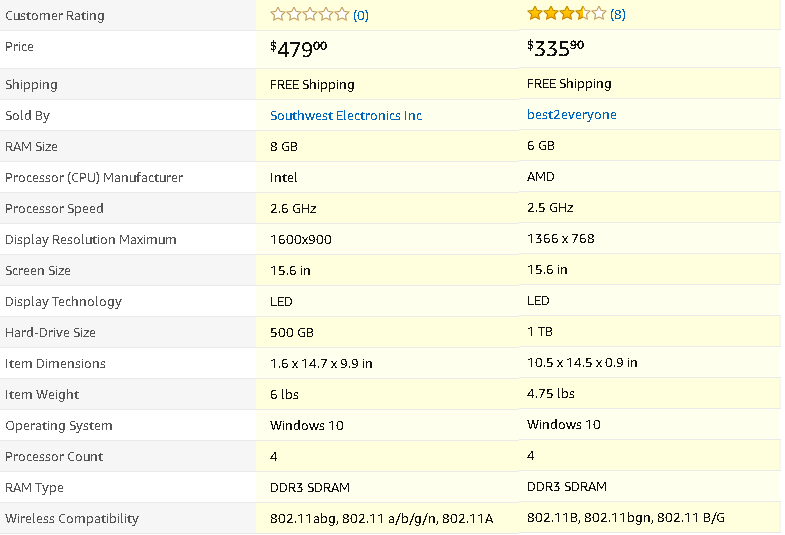 Customer Rating (0) (8)
Price $47900 $33590
Shipping FREE Shipping FREE Shipping
Sold By Southwest Electronics Inc best2everyone
RAM Size 8 GB 6 GB
Processor (CPU) Manufacturer Intel AMD
Processor Speed 2.6 GHz 2.5 GHz
Display Resolution Maximum 1600x900 1366 x 768
Screen Size 15.6 in 15.6 in
Display Technology LED LED
Hard-Drive Size 500 GB 1 TB
Item Dimensions 1.6 x 14.7 x 9.9 in 10.5 x 14.5 x 0.9 in
Item Weight 6 lbs 4.75 lbs
Operating System Windows 10 Windows 10
Processor Count 4 4
RAM Type DDR3 SDRAM DDR3 SDRAM
Wireless Compatibility 802.11abg, 802.11 a/b/g/n, 802.11A 802.11B, 802.11bgn, 802.11 B/G